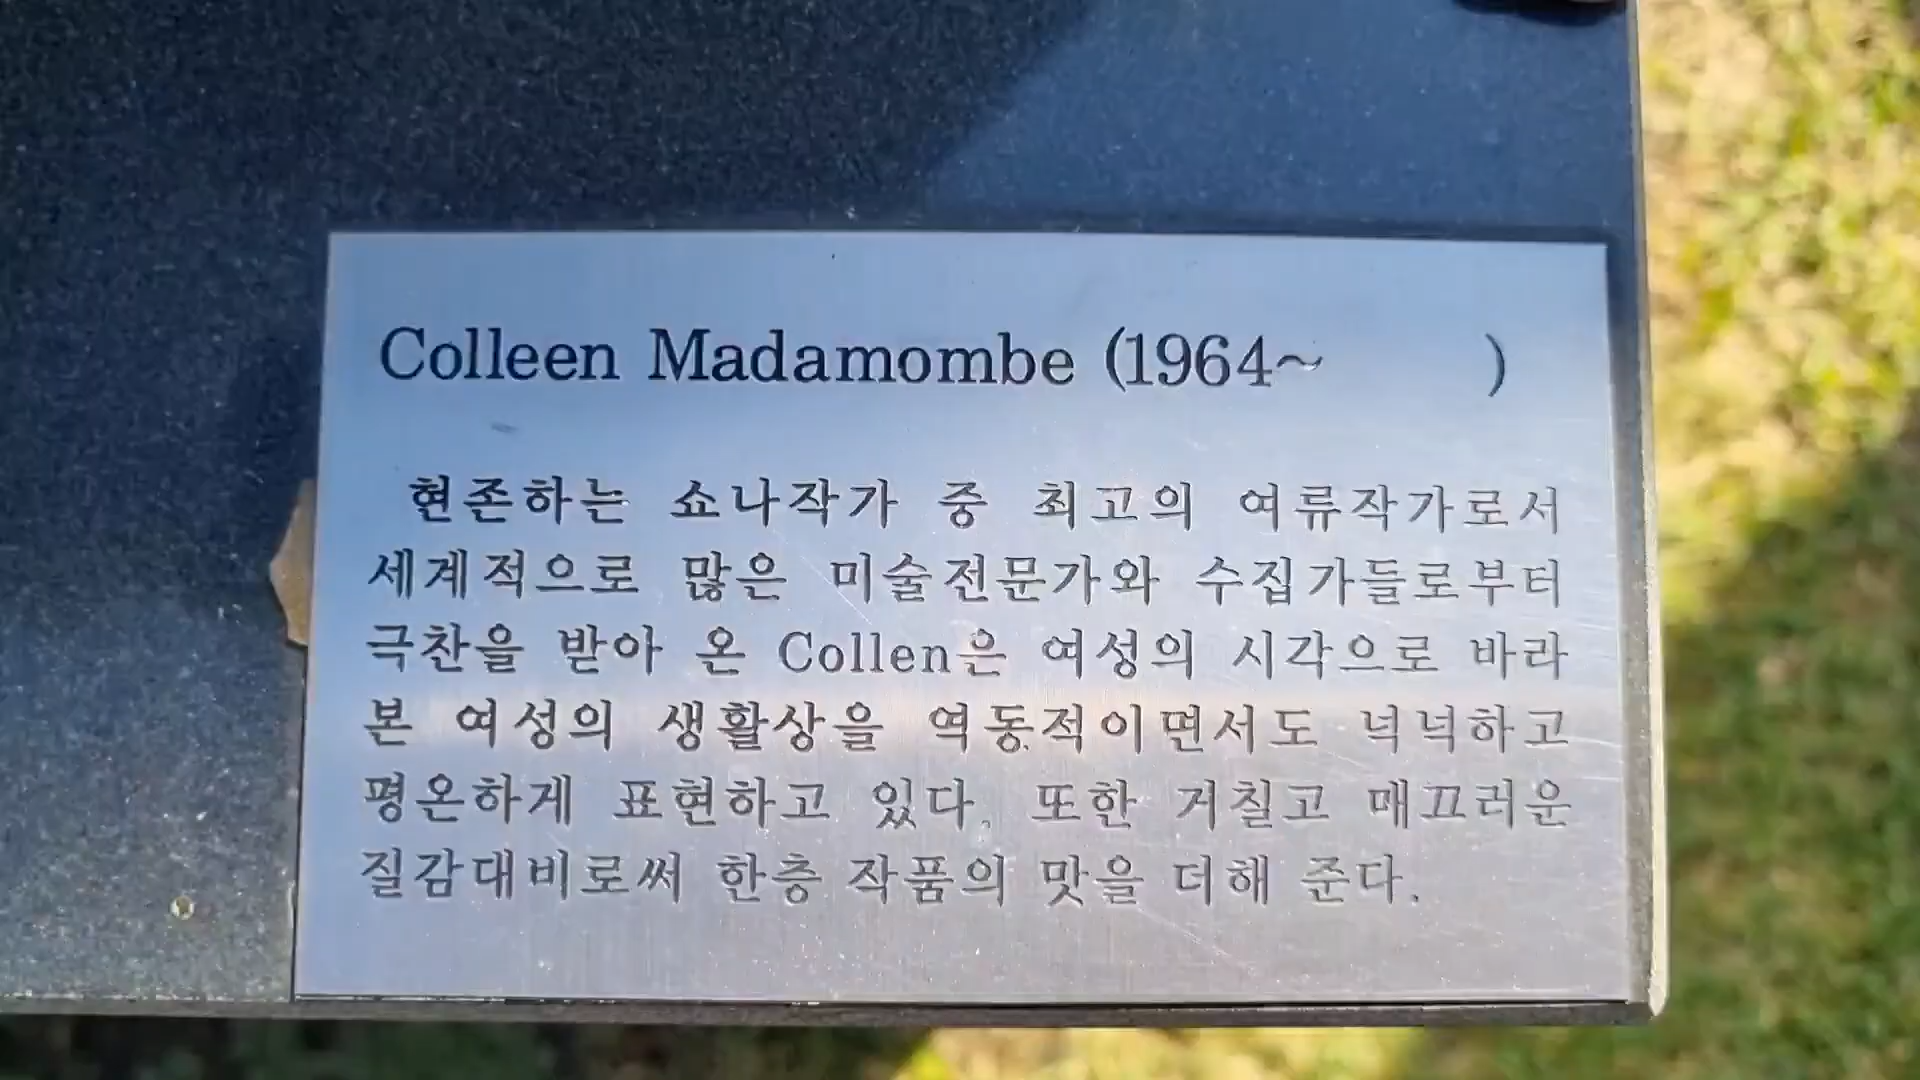 Colleen Madamombe (1964~ )
현존하는 쇼나작가 중 최고의 여류작가로서
세계적으로 많은 미술전문가와 수집가들로부터
극찬을 받아 온 Collen은 여성의 시각으로 바라
본 여성의 생활상을 역동적이면서도 넉넉하고
평온하게 표현하고 있다. 또한 거칠고 매끄러운
질감대비로써 한층 작품의 맛을 더해 준다.